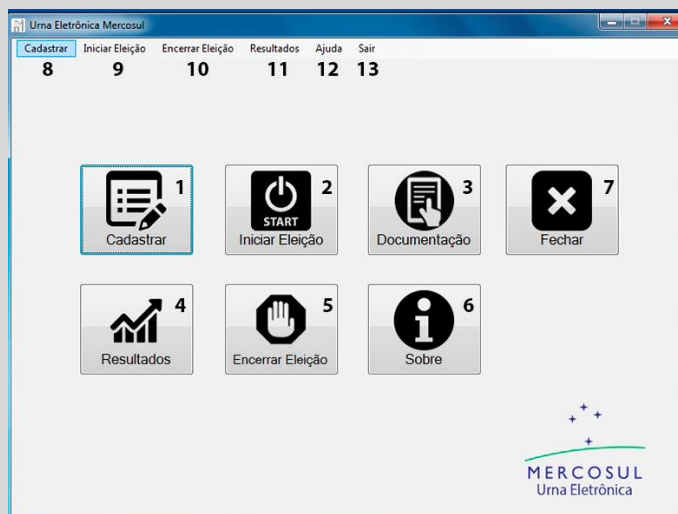 Urna Eletrônica Mercosul
Cadastrar Iniciar Eleição Encerrar Eleição Resultados Ajuda Sair
8 9 10 11 12 13
1 2 3 7
START
Cadastrar Iniciar Eleição Documentação Fechar
4 5 6
Resultados Encerrar Eleição Sobre
MERCOSUL
Urna Eletrônica